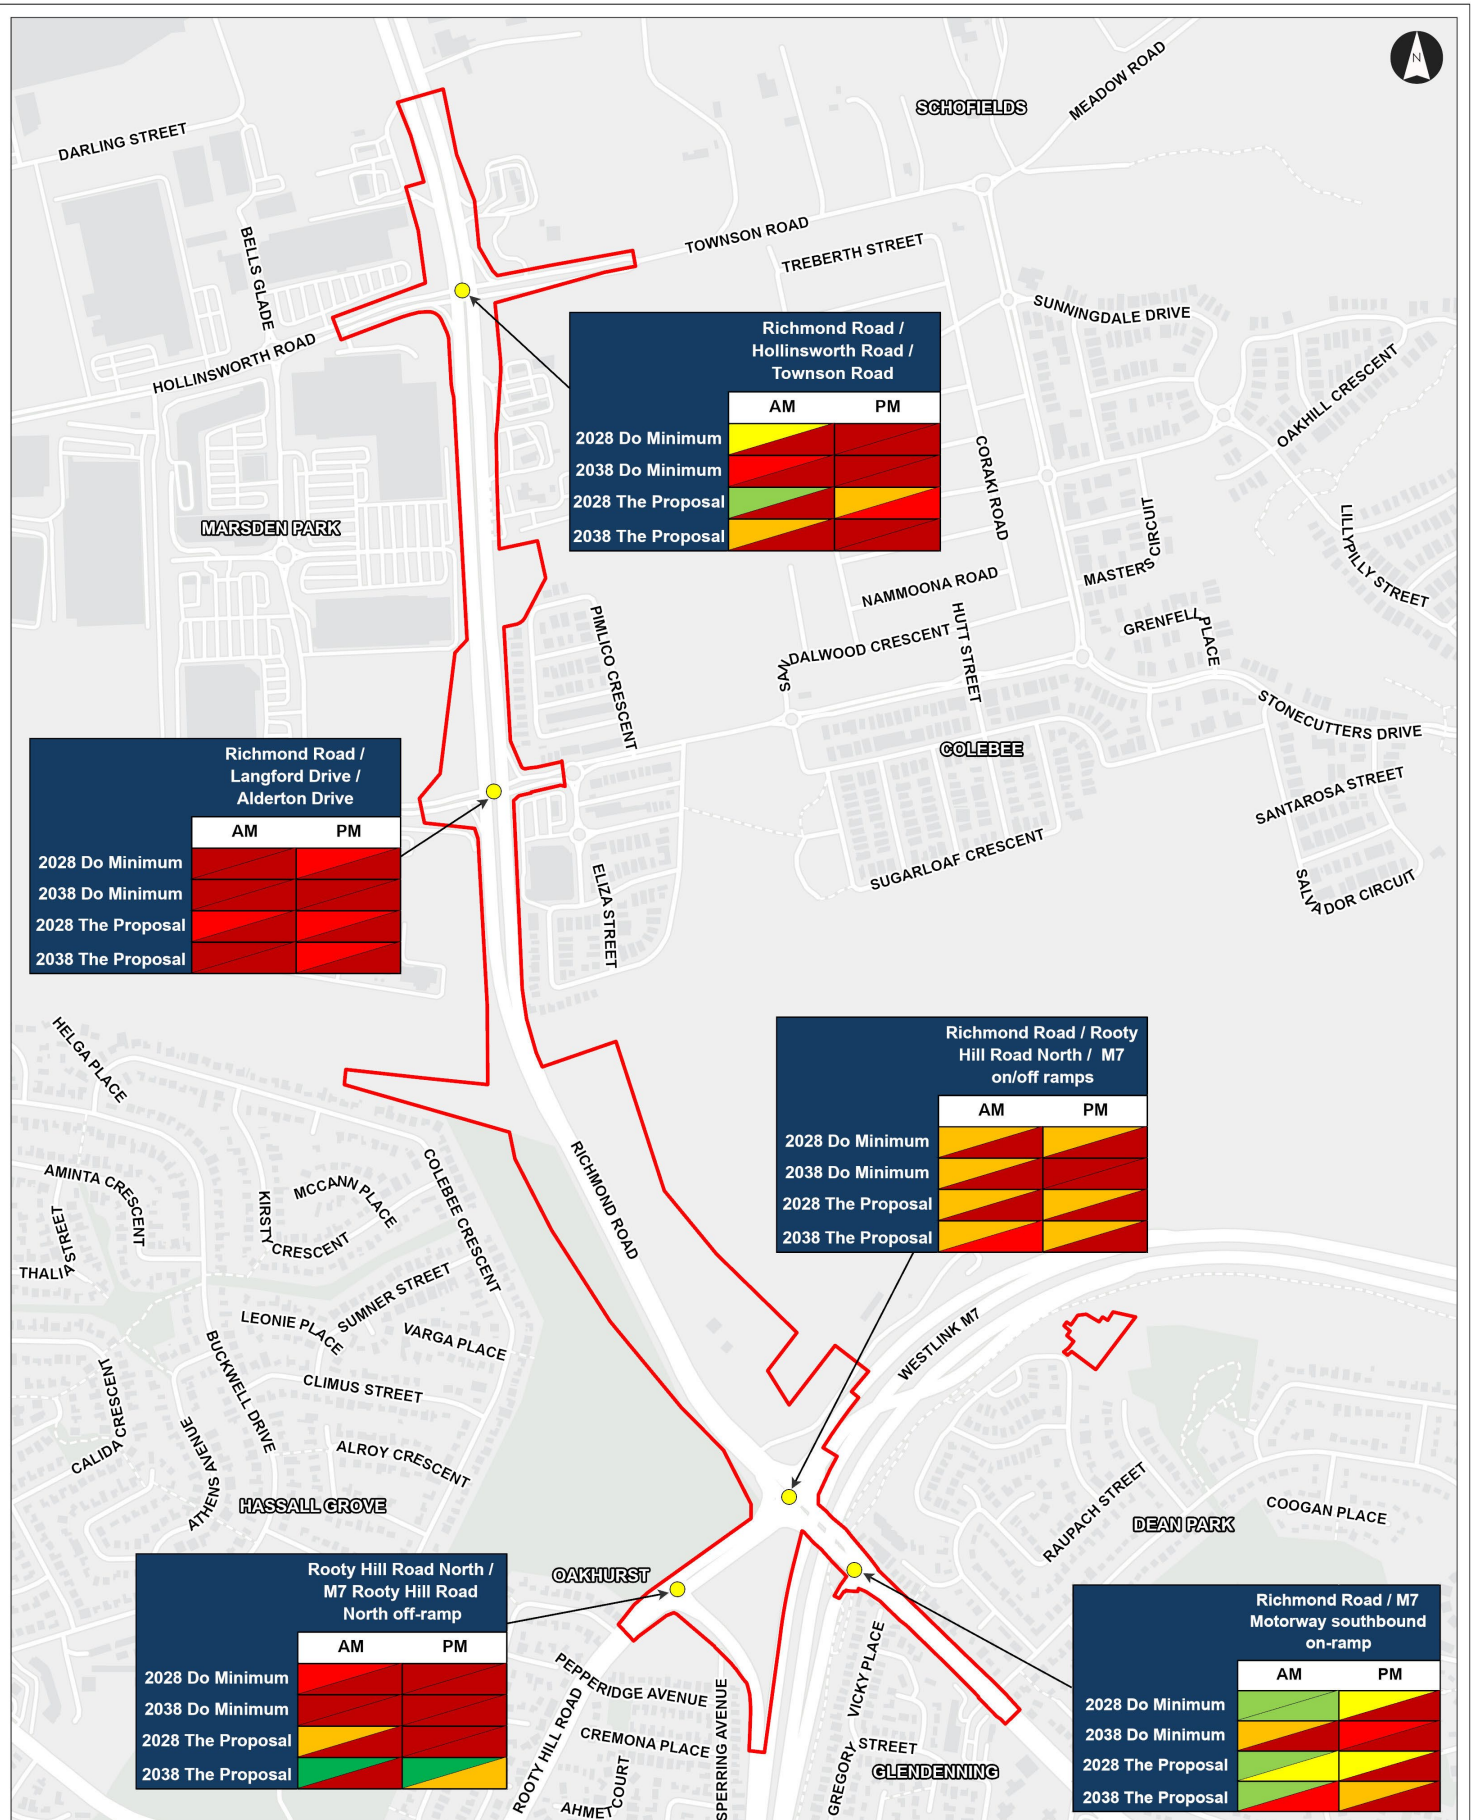 N
SCHOFIELDS
MEADOW ROAD
DARLING STREET
BELLS GLADE
TOWNSON ROAD
TREBERTH STREET
SUNNINGDALE DRIVE
HOLLINSWORTH ROAD
OAKHILL CRESCENT
Richmond Road /
Hollinsworth Road /
Townson Road
AM PM
2028 Do Minimum
2038 Do Minimum
2028 The Proposal
2038 The Proposal
CORAKI ROAD
MARSDEN PARK
MASTERS CIRCUIT
LILLYPILLY STREET
NAMMOONA ROAD
PIMLICO CRESCENT
HUTT STREET
GRENFELL PLACE
SANDALWOOD CRESCENT
STONECUTTERS DRIVE
COLEBEE
SANTAROSA STREET
SUGARLOAF CRESCENT
SALVADOR CIRCUIT
ELIZA STREET
Richmond Road /
Langford Drive /
Alderton Drive
AM PM
2028 Do Minimum
2038 Do Minimum
2028 The Proposal
2038 The Proposal
HELGA PLACE
RICHMOND ROAD
Richmond Road / Rooty
Hill Road North / M7
on/off ramps
AM PM
2028 Do Minimum
2038 Do Minimum
2028 The Proposal
2038 The Proposal
AMINTA CRESCENT
MCCANN PLACE
COLEBEE CRESCENT
KIRSTY CRESCENT
THALIA STREET
SUMNER STREET
LEONIE PLACE
VARGA PLACE
WESTLINK M7
BUCKWELL DRIVE
CLIMUS STREET
CALIDA CRESCENT
ATHENS AVENUE
ALROY CRESCENT
HASSALL GROVE
RAUPACH STREET
COOGAN PLACE
DEAN PARK
OAKHURST
Rooty Hill Road North /
M7 Rooty Hill Road
North off-ramp
AM PM
2028 Do Minimum
2038 Do Minimum
2028 The Proposal
2038 The Proposal
Richmond Road / M7
Motorway southbound
on-ramp
AM PM
2028 Do Minimum
2038 Do Minimum
2028 The Proposal
2038 The Proposal
PEPPERIDGE AVENUE
VICKY PLACE
ROOTY HILL ROAD
CREMONA PLACE
SPERRING AVENUE
GREGORY STREET
GLENDENNING
AHMET COURT